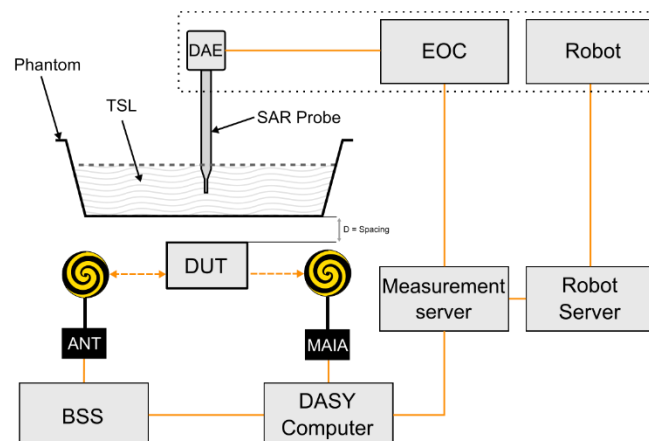 DAE
EOC
Robot
Phantom
TSL
SAR Probe
D = Spacing
DUT
Measurement
server
Robot
Server
ANT
MAIA
BSS
DASY
Computer